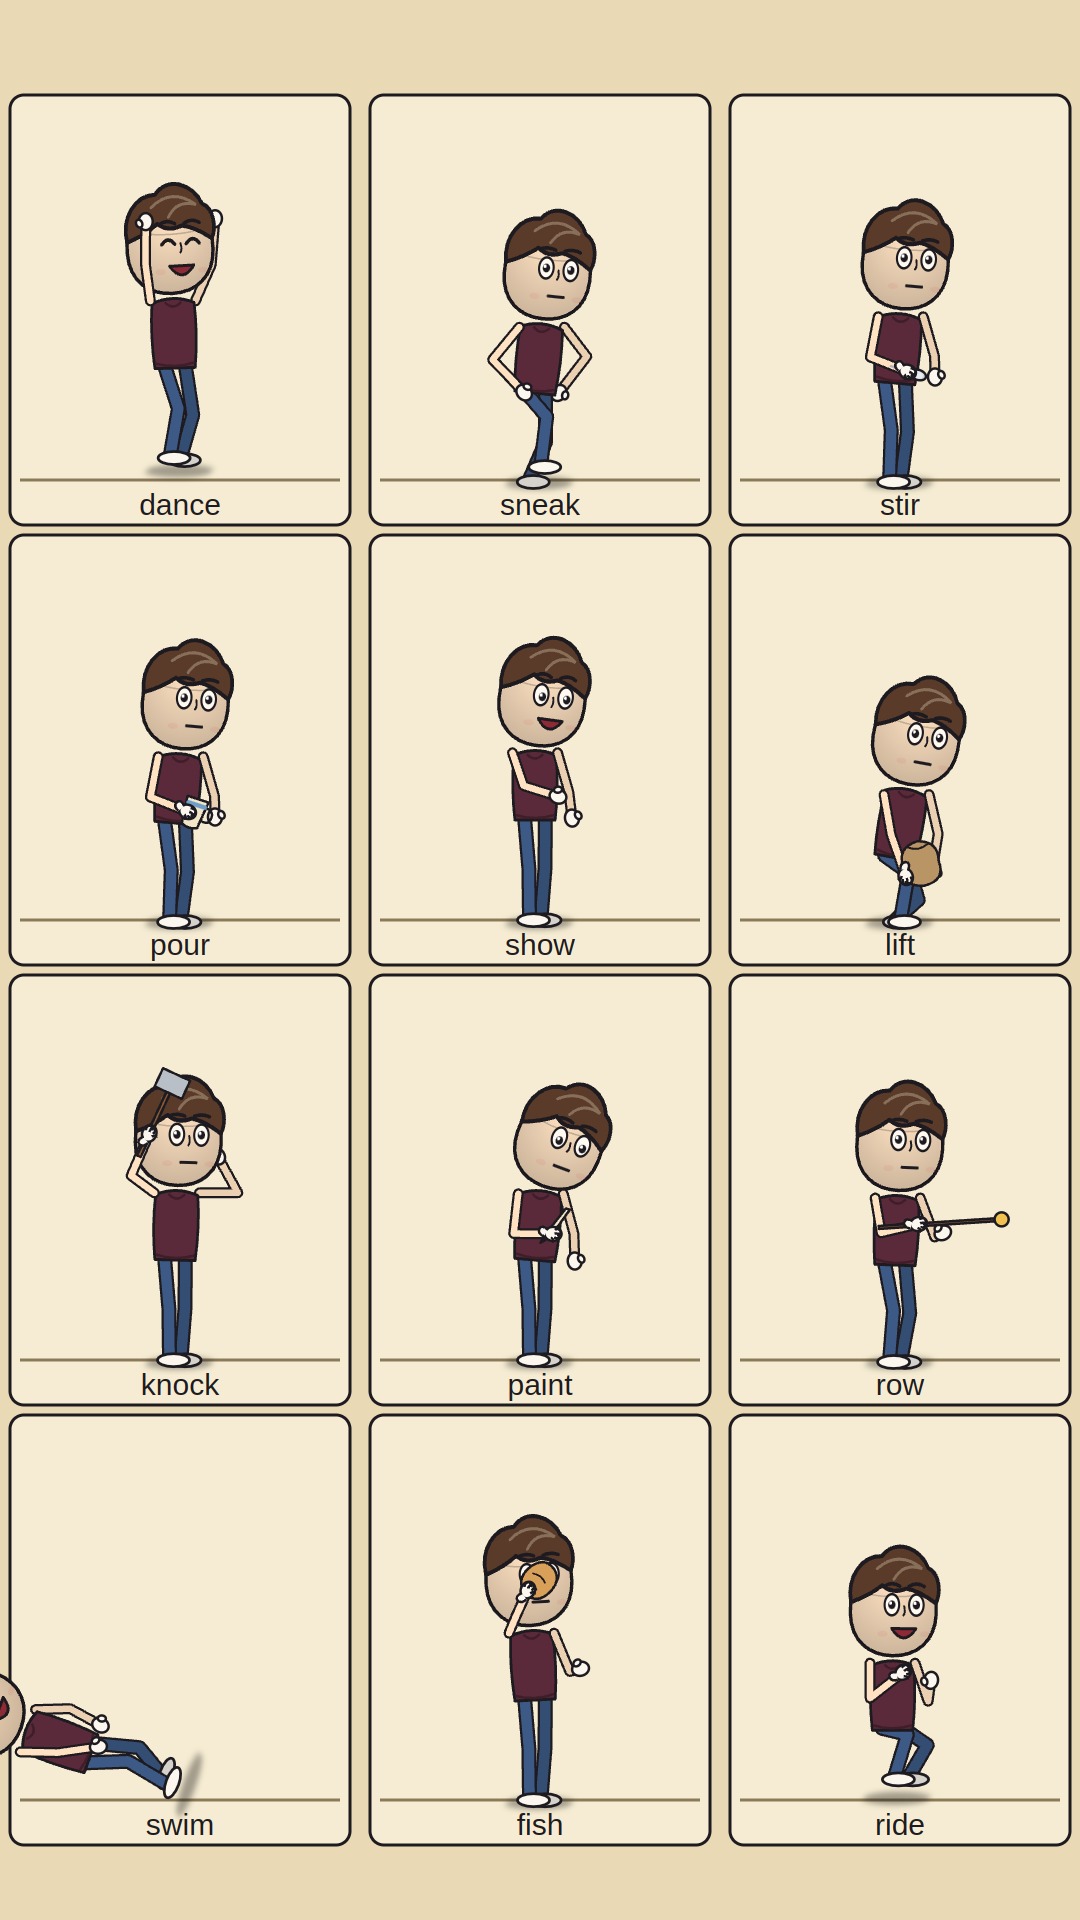 dance
sneak
stir
pour
show
lift
knock
paint
row
swim
fish
ride